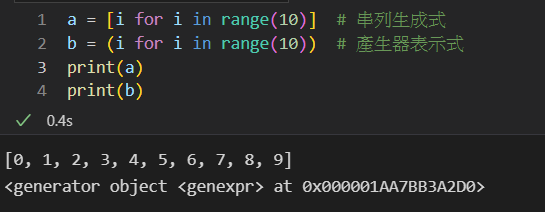 1 a = [i for i in range(10)] # 串列生成式
2 b = (i for i in range(10)) # 產生器表示式
3 print(a)
4 print(b)
0.4s
[0, 1, 2, 3, 4, 5, 6, 7, 8, 9]
<generator object <genexpr> at 0x000001AA7BB3A2D0>